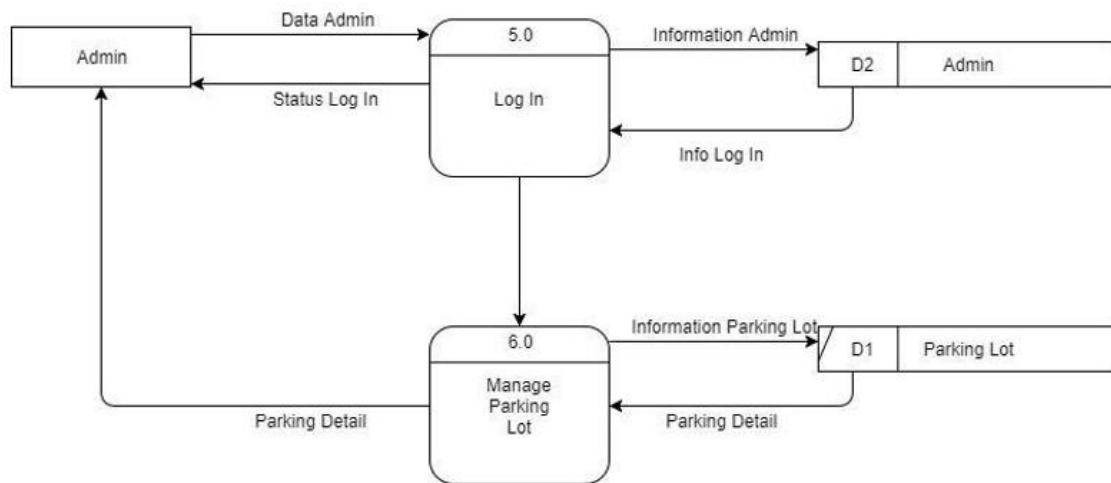 Data Admin
5.0
Information Admin
Admin
D2
Admin
Status Log In
Log In
Info Log In
6.0
Information Parking Lot
D1
Parking Lot
Manage
Parking
Lot
Parking Detail
Parking Detail